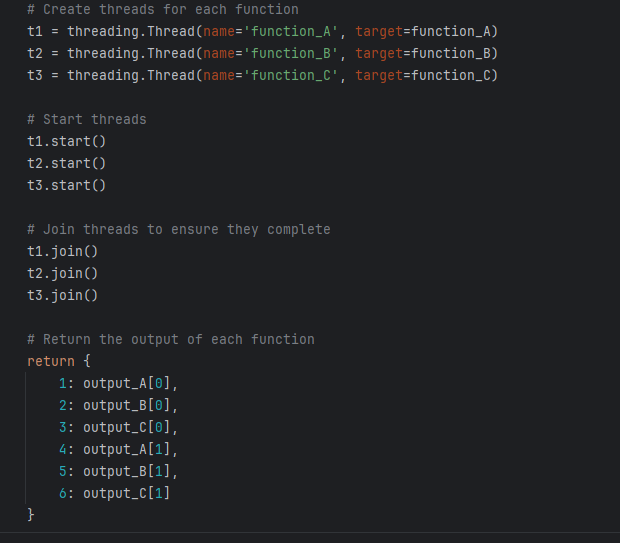 # Create threads for each function
t1 = threading.Thread(name='function_A', target=function_A)
t2 = threading.Thread(name='function_B', target=function_B)
t3 = threading.Thread(name='function_C', target=function_C)
# Start threads
t1.start()
t2.start()
t3.start()
# Join threads to ensure they complete
t1.join()
t2.join()
t3.join()
# Return the output of each function
return {
    1: output_A[0],
    2: output_B[0],
    3: output_C[0],
    4: output_A[1],
    5: output_B[1],
    6: output_C[1]
}